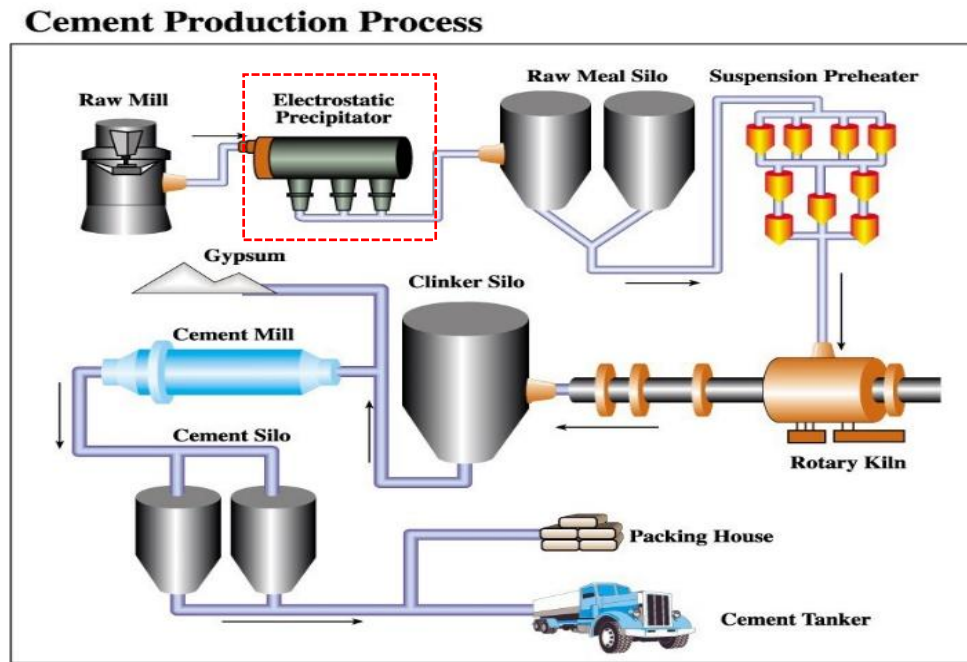 Cement Production Process
Raw Mill
Electrostatic
Precipitator
Raw Meal Silo
Suspension Preheater
Gypsum
Clinker Silo
Cement Mill
Cement Silo
Rotary Kiln
Packing House
Cement Tanker